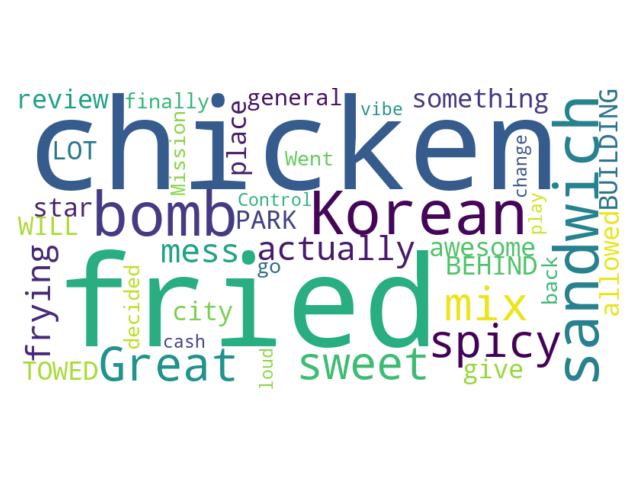 review
finally
general
vibe
something
chicken
LOT
Mission
place
Went
change
sandwich
BUILDING
star
WILL
bomb
Control
PARK
Korean
play
allowed
frying
mess
actually
awesome
BEHIND
go
fried
decided
city
cash
loud
mix
back
spicy
TOWED
Great
sweet
give